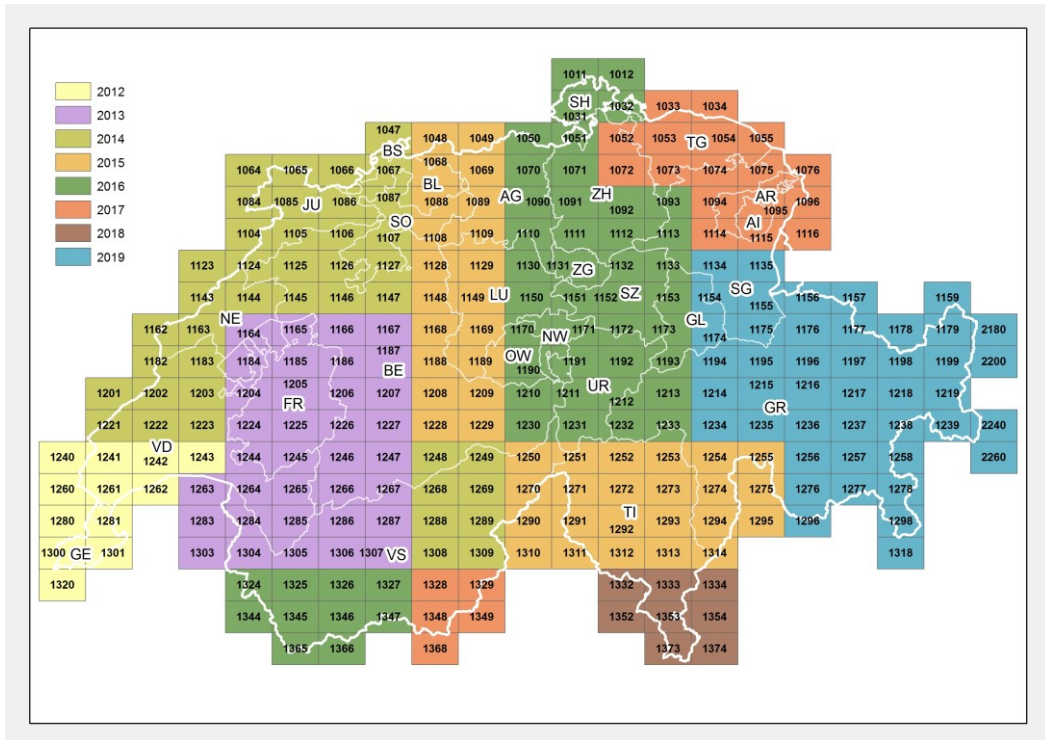 2012
2013
2014
2015
2016
2017
2018
2019
1011 1012
SH
1031 1032 1033 1034
1047 1048 1049 1050 1051 1052 1053 1054 1055
BS TG
1064 1065 1066 1067 1068 1069 1070 1071 1072 1073 1074 1075 1076
BL
1084 1085 1086 1087 1088 1089 1090 1091 1092 1093 1094 1095 1096
JU SO AG ZH AR AI
1104 1105 1106 1107 1108 1109 1110 1111 1112 1113 1114 1115 1116
1123 1124 1125 1126 1127 1128 1129 1130 1131 1132 1133 1134 1135
ZG
1143 1144 1145 1146 1147 1148 1149 1150 1151 1152 1153 1154 1155 1156 1157 1159
NE LU SZ GL SG
1162 1163 1164 1165 1166 1167 1168 1169 1170 1171 1172 1173 1174 1175 1176 1177 1178 1179 2180
NW
1182 1183 1184 1185 1186 1187 1188 1189 1190 1191 1192 1193 1194 1195 1196 1197 1198 1199 2200
BE OW UR
1201 1202 1203 1204 1205 1206 1207 1208 1209 1210 1211 1212 1213 1214 1215 1216 1217 1218 1219
FR GR
1221 1222 1223 1224 1225 1226 1227 1228 1229 1230 1231 1232 1233 1234 1235 1236 1237 1238 1239 2240
VD
1240 1241 1242 1243 1244 1245 1246 1247 1248 1249 1250 1251 1252 1253 1254 1255 1256 1257 1258 2260
1260 1261 1262 1263 1264 1265 1266 1267 1268 1269 1270 1271 1272 1273 1274 1275 1276 1277 1278
TI
1280 1281 1283 1284 1285 1286 1287 1288 1289 1290 1291 1292 1293 1294 1295 1296 1298
1300 GE 1301 1303 1304 1305 1306 1307 VS 1308 1309 1310 1311 1312 1313 1314 1318
1320 1324 1325 1326 1327 1328 1329 1332 1333 1334
1344 1345 1346 1347 1348 1349 1352 1353 1354
1365 1366 1368 1373 1374